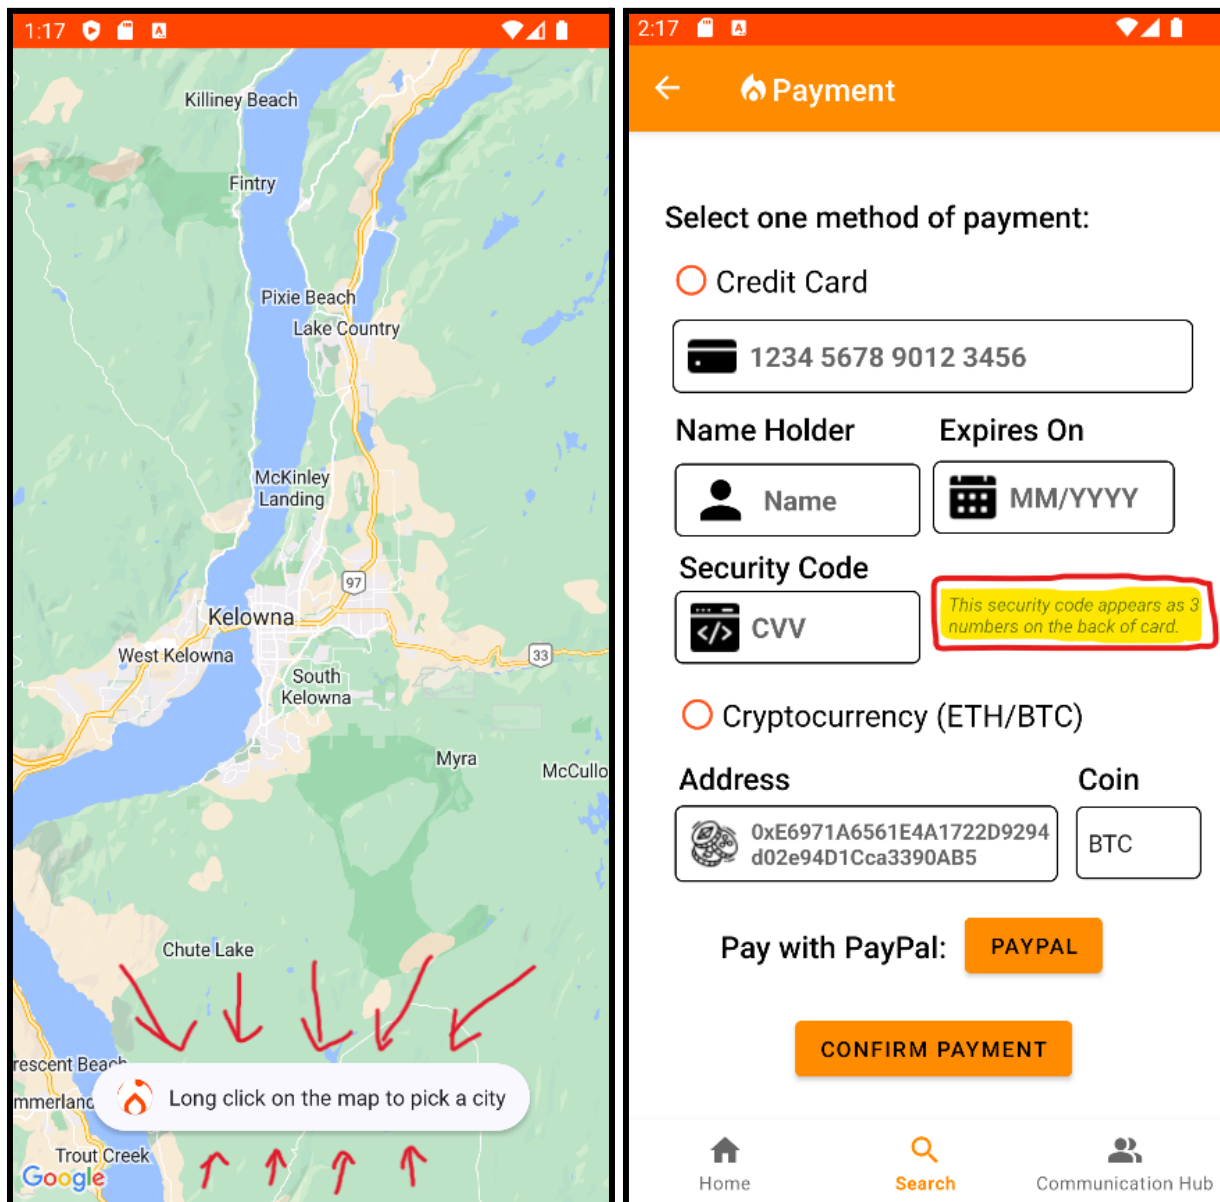 1:17
Killiney Beach
Fintry
Pixie Beach
Lake Country
McKinley
Landing
97
Kelowna
West Kelowna
33
South
Kelowna
Myra
McCullo
Chute Lake
rescent Beach
mmerland
Long click on the map to pick a city
Trout Creek
Google
2:17
Payment
Select one method of payment:
Credit Card
1234 5678 9012 3456
Name Holder
Expires On
Name
MM/YYYY
Security Code
CVV
This security code appears as 3
numbers on the back of card.
Cryptocurrency (ETH/BTC)
Address
Coin
0xE6971A6561E4A1722D9294
d02e94D1Cca3390AB5
BTC
Pay with PayPal:
PAYPAL
CONFIRM PAYMENT
Home
Search
Communication Hub